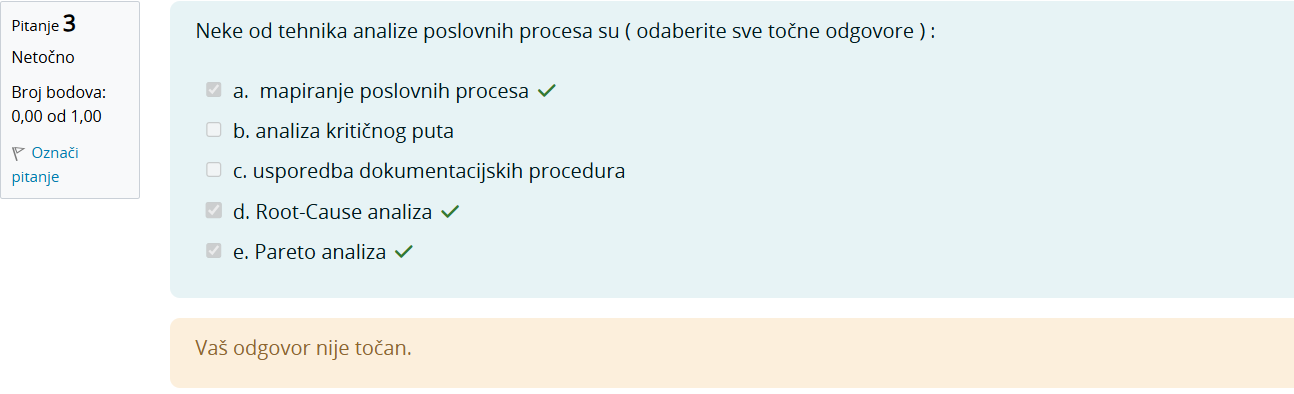 Pitanje 3
Netočno
Broj bodova:
0,00 od 1,00
Označi
pitanje
Neke od tehnika analize poslovnih procesa su ( odaberite sve točne odgovore ) :
a. mapiranje poslovnih procesa
b. analiza kritičnog puta
c. usporedba dokumentacijskih procedura
d. Root-Cause analiza
e. Pareto analiza
Vaš odgovor nije točan.